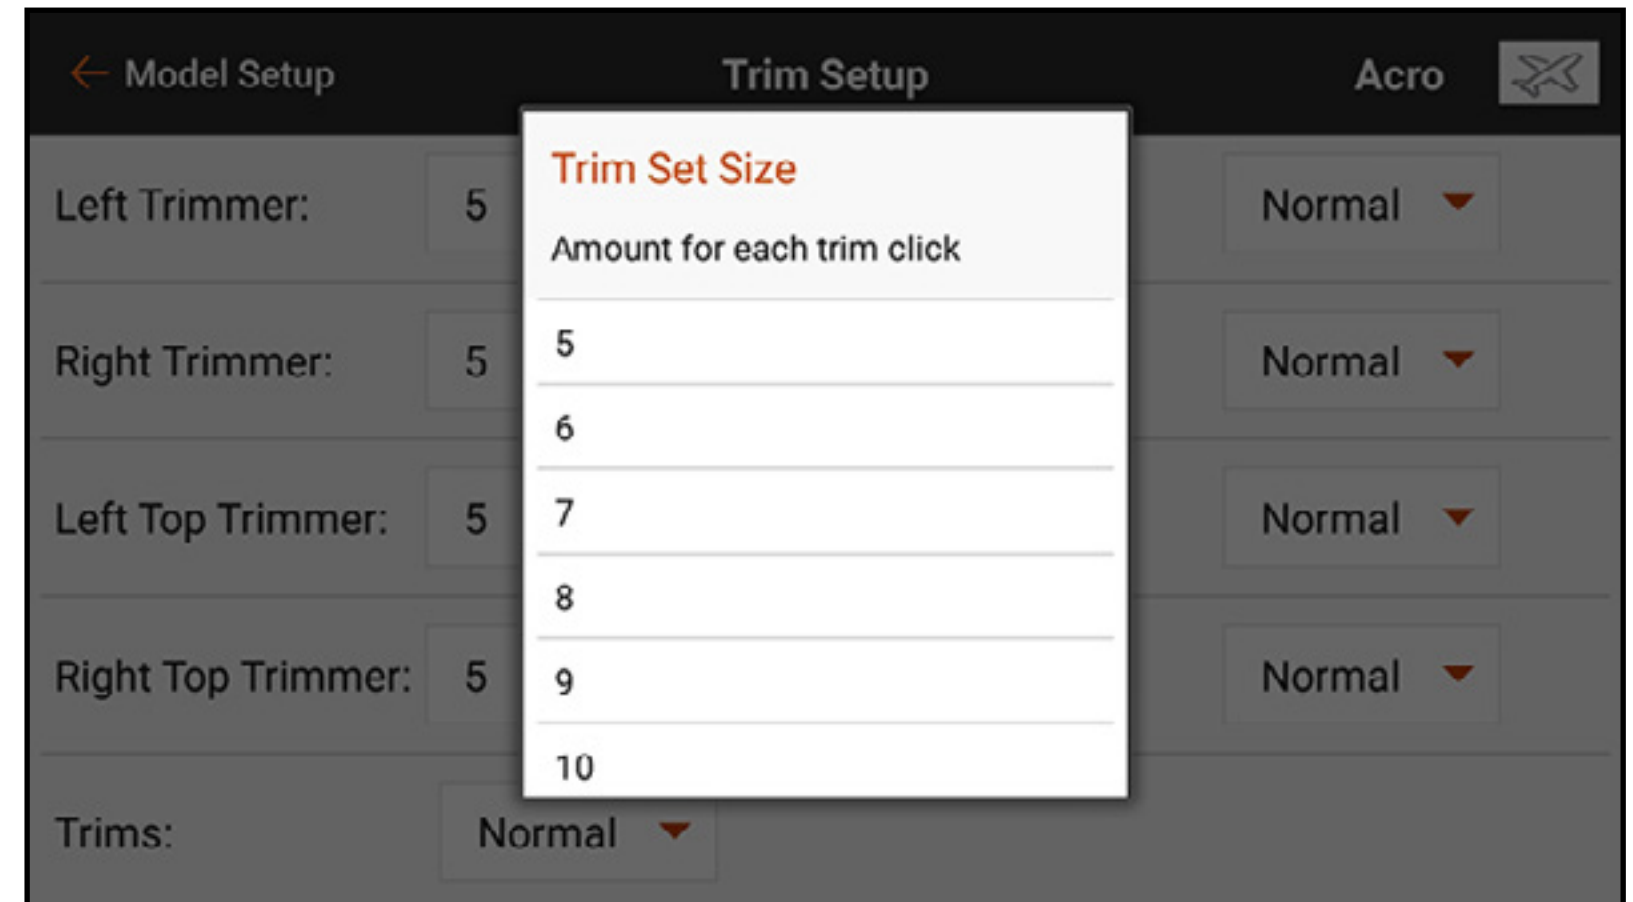 ← Model Setup Trim Setup Acro
Trim Set Size
Amount for each trim click
5
6
7
8
9
10
Left Trimmer: 5 Normal
Right Trimmer: 5 Normal
Left Top Trimmer: 5 Normal
Right Top Trimmer: 5 Normal
Trims: Normal